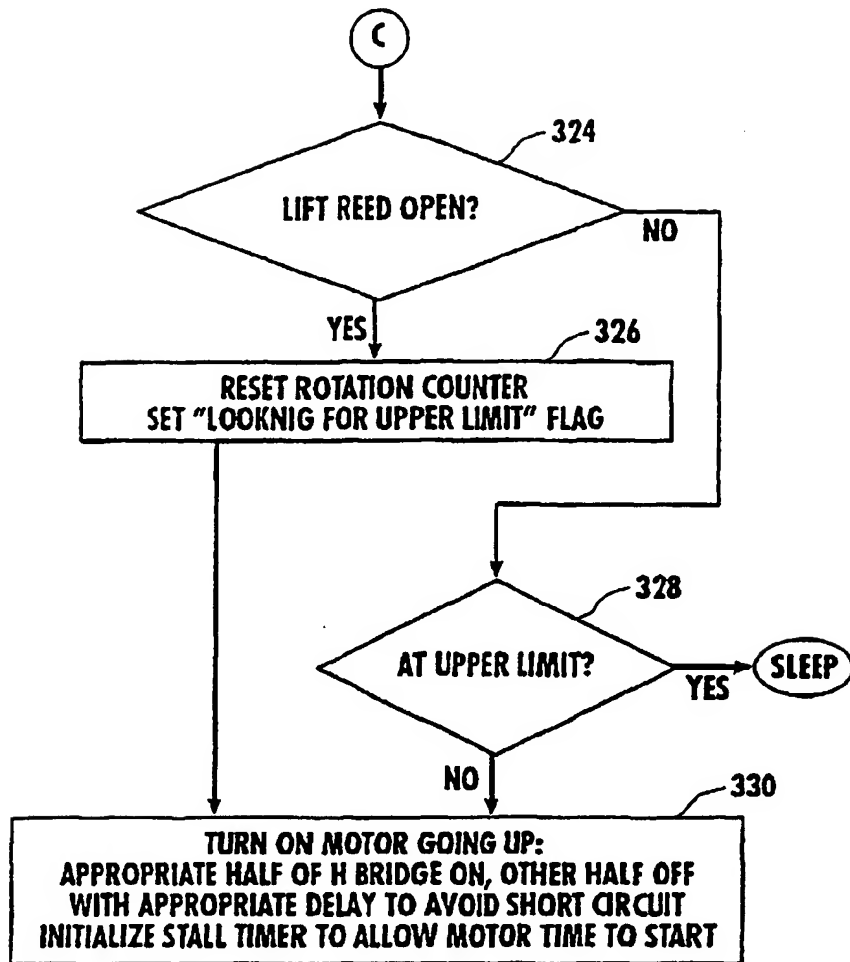 C
324
LIFT REED OPEN?
NO
YES
326
RESET ROTATION COUNTER
SET "LOOKNIG FOR UPPER LIMIT" FLAG
328
AT UPPER LIMIT?
YES
SLEEP
NO
330
TURN ON MOTOR GOING UP:
APPROPRIATE HALF OF H BRIDGE ON, OTHER HALF OFF
WITH APPROPRIATE DELAY TO AVOID SHORT CIRCUIT
INITIALIZE STALL TIMER TO ALLOW MOTOR TIME TO START